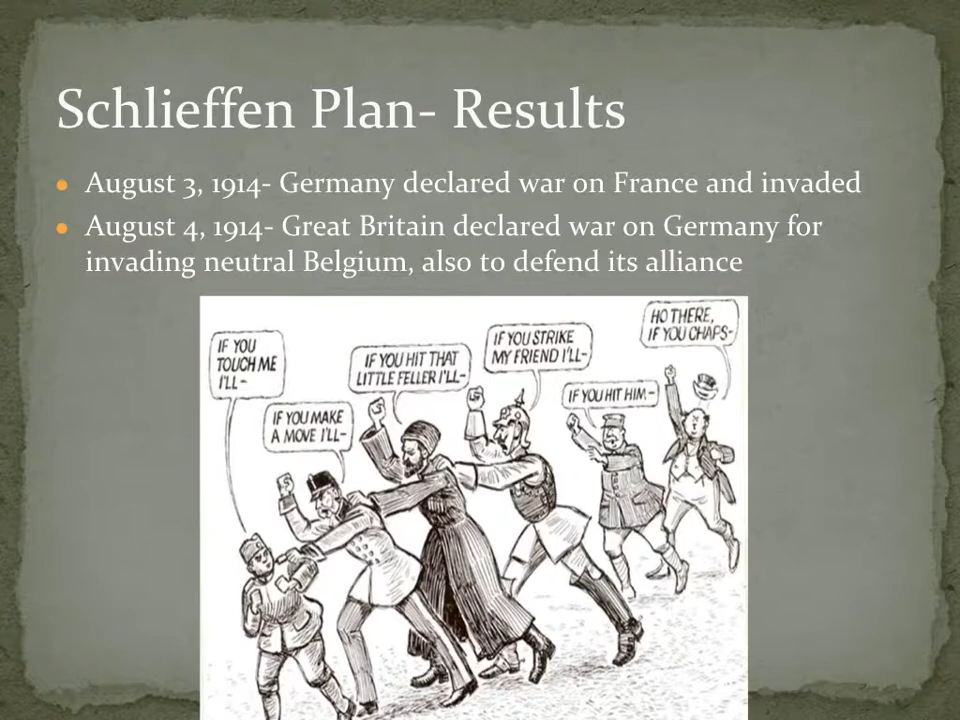 Schlieffen Plan- Results
August 3, 1914- Germany declared war on France and invaded
August 4, 1914- Great Britain declared war on Germany for
invading neutral Belgium, also to defend its alliance
IF YOU
TOUCH ME
I'LL-
IF YOU MAKE
A MOVE I'LL-
IF YOU HIT THAT
LITTLE FELLER I'LL-
IF YOU STRIKE
MY FRIEND I'LL-
IF YOU HIT HIM-
HO THERE,
IF YOU CHAPS-